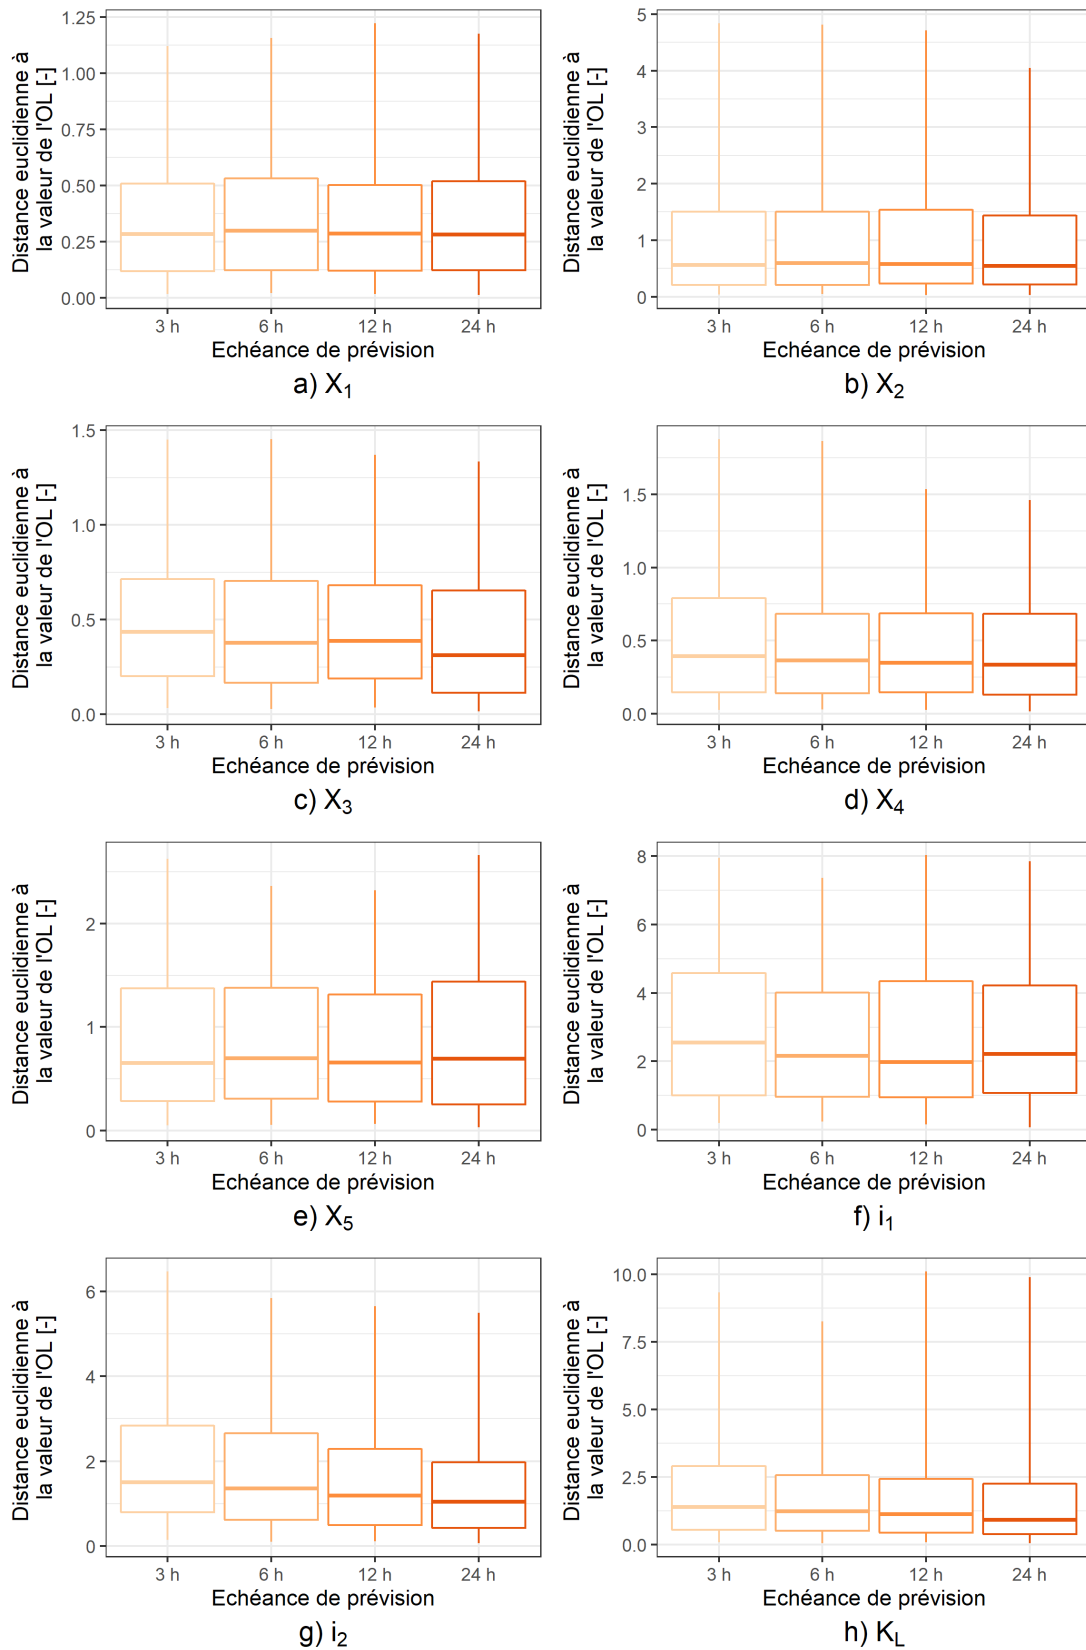 Distance euclidienne à
la valeur de l'OL [-]
1.25
1.00
0.75
0.50
0.25
0.00
3 h 6 h 12 h 24 h
Echéance de prévision
a) X1
Distance euclidienne à
la valeur de l'OL [-]
5
4
3
2
1
0
3 h 6 h 12 h 24 h
Echéance de prévision
b) X2
Distance euclidienne à
la valeur de l'OL [-]
1.5
1.0
0.5
0.0
3 h 6 h 12 h 24 h
Echéance de prévision
c) X3
Distance euclidienne à
la valeur de l'OL [-]
1.5
1.0
0.5
0.0
3 h 6 h 12 h 24 h
Echéance de prévision
d) X4
Distance euclidienne à
la valeur de l'OL [-]
2
1
0
3 h 6 h 12 h 24 h
Echéance de prévision
e) X5
Distance euclidienne à
la valeur de l'OL [-]
8
6
4
2
0
3 h 6 h 12 h 24 h
Echéance de prévision
f) i1
Distance euclidienne à
la valeur de l'OL [-]
6
4
2
0
3 h 6 h 12 h 24 h
Echéance de prévision
g) i2
Distance euclidienne à
la valeur de l'OL [-]
10.0
7.5
5.0
2.5
0.0
3 h 6 h 12 h 24 h
Echéance de prévision
h) KL